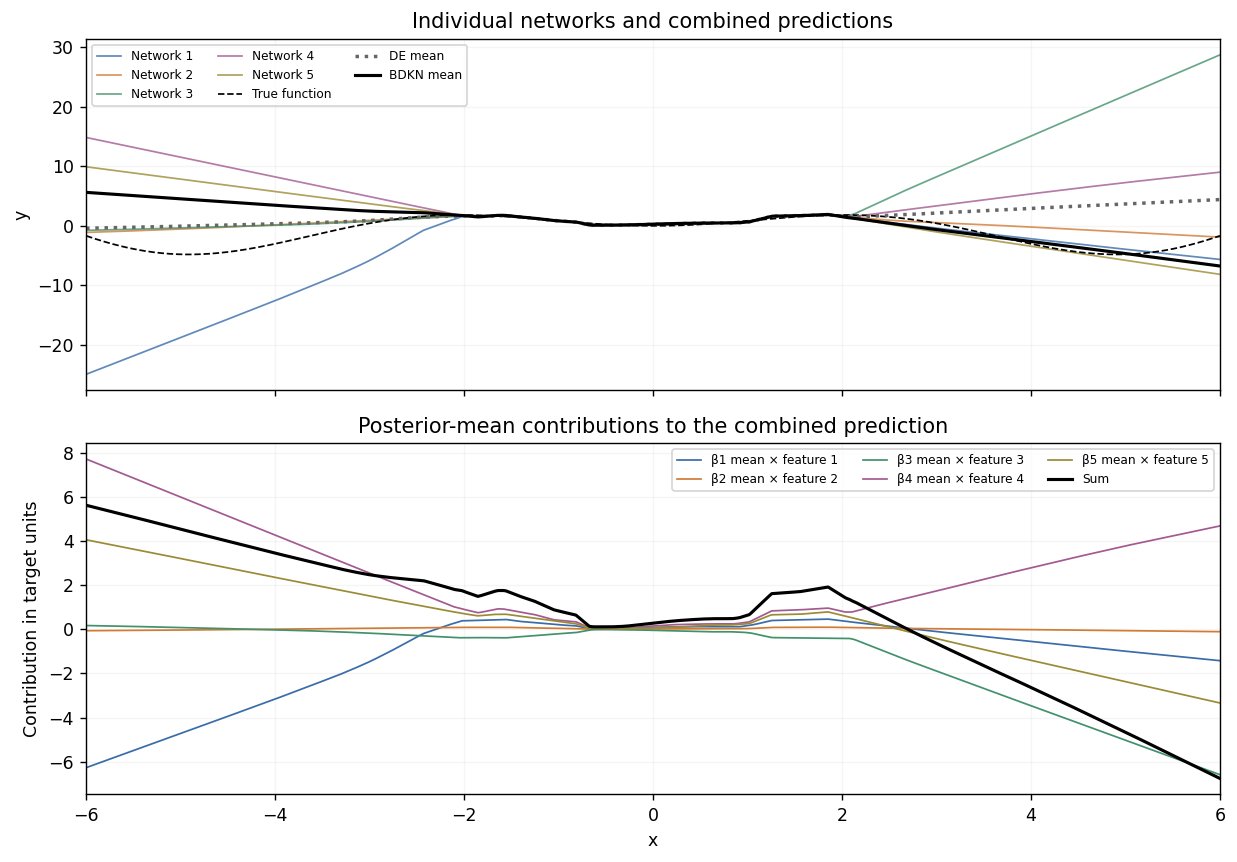 Individual networks and combined predictions
Network 1
Network 2
Network 3
Network 4
Network 5
True function
DE mean
BDKN mean
30
20
10
0
−10
−20
y
Posterior-mean contributions to the combined prediction
β1 mean × feature 1
β2 mean × feature 2
β3 mean × feature 3
β4 mean × feature 4
β5 mean × feature 5
Sum
8
6
4
2
0
−2
−4
−6
Contribution in target units
−6
−4
−2
0
2
4
6
x